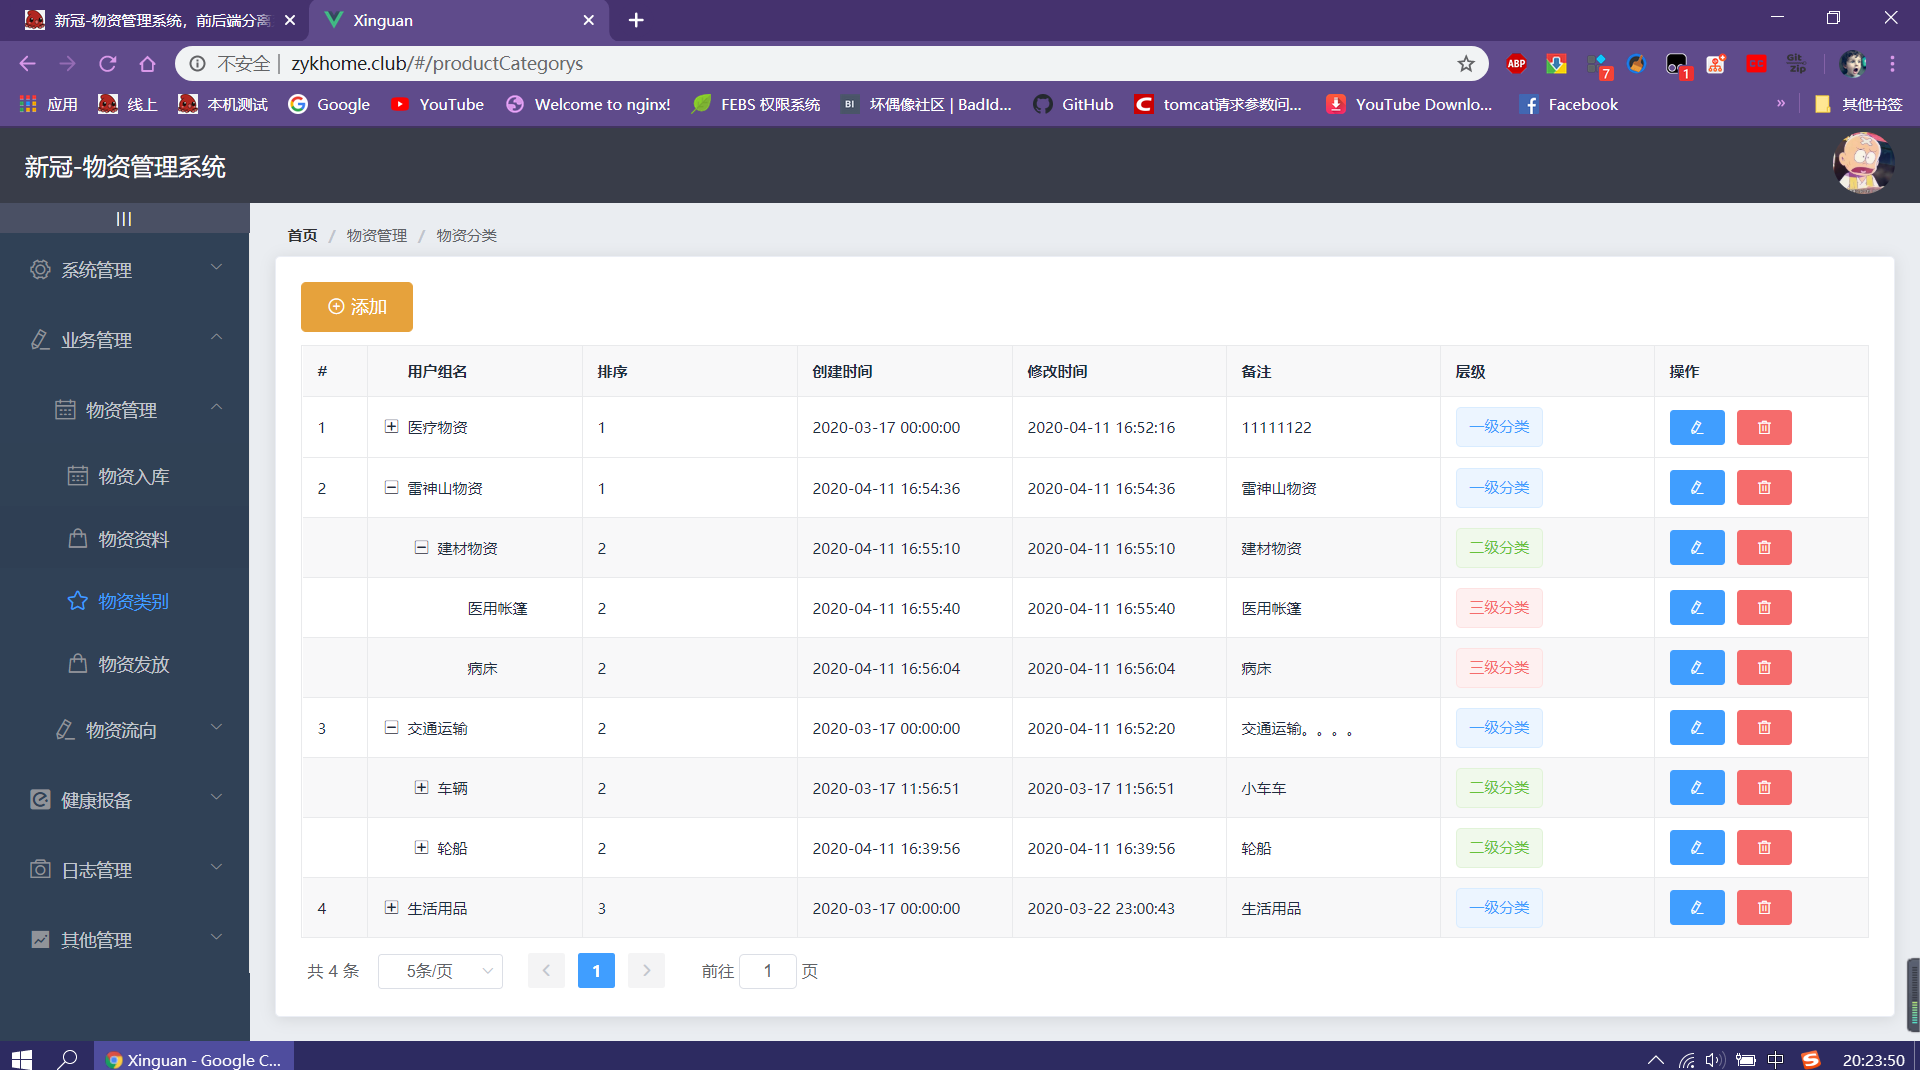 新冠-物资管理系统，前后端分离
Xinguan
不安全 | zykhome.club/#/productCategorys
ABP
7
1
Git
Zip
应用
线上
本机测试
Google
YouTube
Welcome to nginx!
FEBS 权限系统
BI
坏偶像社区 | BadId...
GitHub
tomcat请求参数问...
YouTube Downlo...
Facebook
»
其他书签
新冠-物资管理系统
系统管理
业务管理
物资管理
物资入库
物资资料
物资类别
物资发放
物资流向
健康报备
日志管理
其他管理
首页 / 物资管理 / 物资分类
添加
# 用户组名 排序 创建时间 修改时间 备注 层级 操作
1 医疗物资 1 2020-03-17 00:00:00 2020-04-11 16:52:16 11111122 一级分类
2 雷神山物资 1 2020-04-11 16:54:36 2020-04-11 16:54:36 雷神山物资 一级分类
建材物资 2 2020-04-11 16:55:10 2020-04-11 16:55:10 建材物资 二级分类
医用帐篷 2 2020-04-11 16:55:40 2020-04-11 16:55:40 医用帐篷 三级分类
病床 2 2020-04-11 16:56:04 2020-04-11 16:56:04 病床 三级分类
3 交通运输 2 2020-03-17 00:00:00 2020-04-11 16:52:20 交通运输。。。。 一级分类
车辆 2 2020-03-17 11:56:51 2020-03-17 11:56:51 小车车 二级分类
轮船 2 2020-04-11 16:39:56 2020-04-11 16:39:56 轮船 二级分类
4 生活用品 3 2020-03-17 00:00:00 2020-03-22 23:00:43 生活用品 一级分类
共 4 条 5条/页 1 前往 1 页
Xinguan - Google C...
中
20:23:50